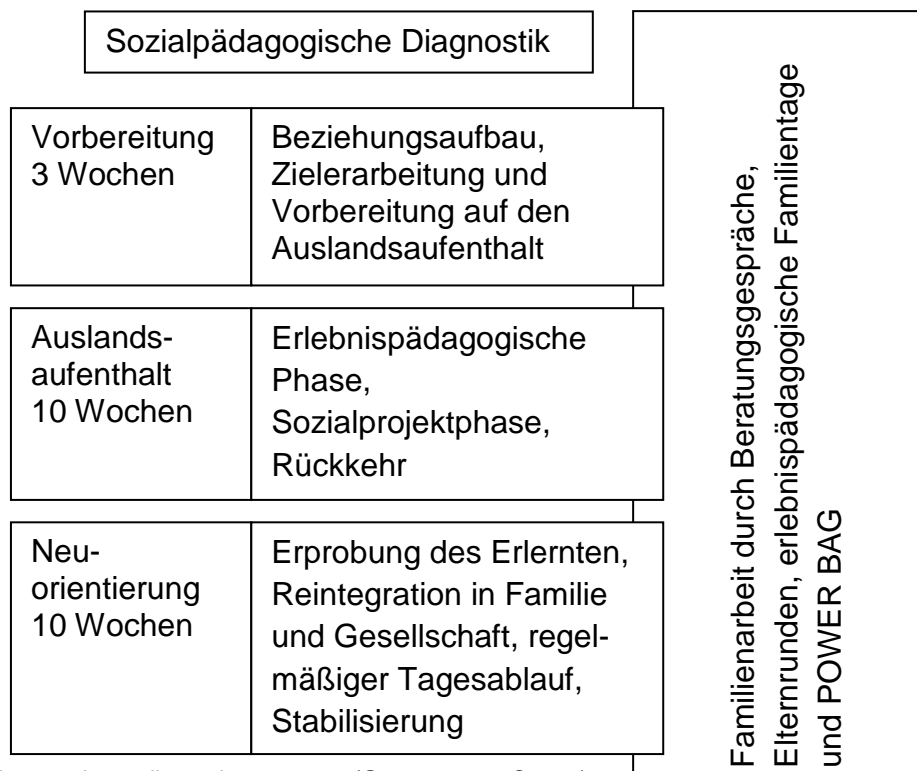 Sozialpädagogische Diagnostik
Vorbereitung
3 Wochen
Beziehungsaufbau,
Zielerarbeitung und
Vorbereitung auf den
Auslandsaufenthalt
Auslands-
aufenthalt
10 Wochen
Erlebnispädagogische
Phase,
Sozialprojektphase,
Rückkehr
Neu-
orientierung
10 Wochen
Erprobung des Erlernten,
Reintegration in Familie
und Gesellschaft, regel-
mäßiger Tagesablauf,
Stabilisierung
Familienarbeit durch Beratungsgespräche,
Elternrunden, erlebnispädagogische Familientage
und POWER BAG